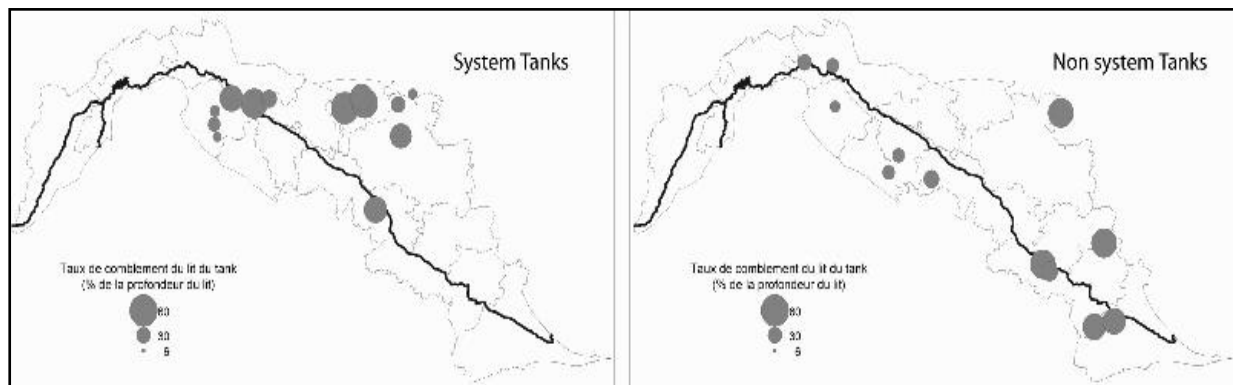 System Tanks
Taux de comblement du lit du tank
(% de la profondeur du lit)
60
30
5
Non system Tanks
Taux de comblement du lit du tank
(% de la profondeur du lit)
60
30
5